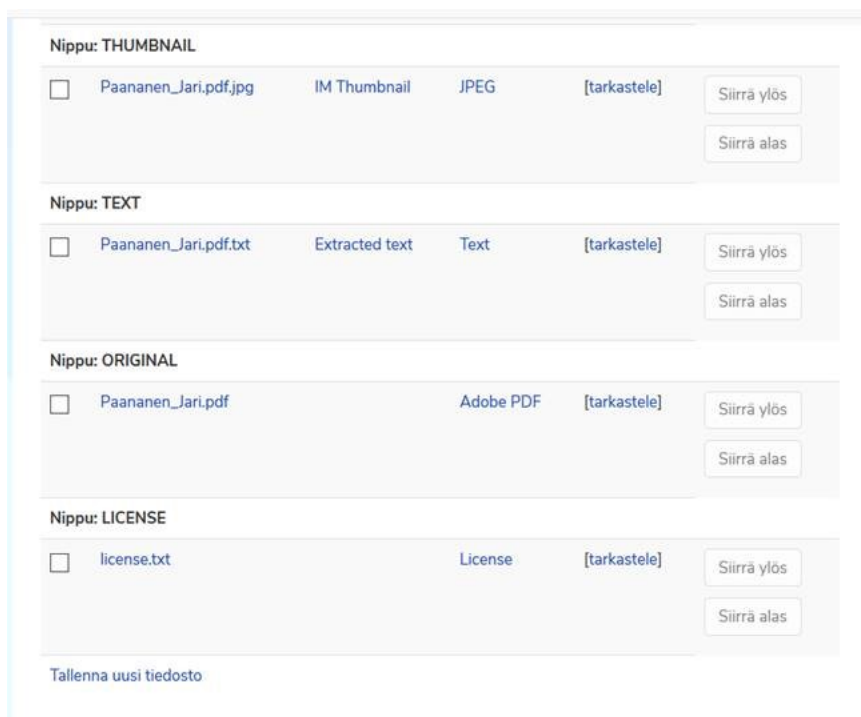 Nippu: THUMBNAIL
Paananen_Jari.pdf.jpg IM Thumbnail JPEG [tarkastele] Siirrä ylös
Siirrä alas
Nippu: TEXT
Paananen_Jari.pdf.txt Extracted text Text [tarkastele] Siirrä ylös
Siirrä alas
Nippu: ORIGINAL
Paananen_Jari.pdf Adobe PDF [tarkastele] Siirrä ylös
Siirrä alas
Nippu: LICENSE
license.txt License [tarkastele] Siirrä ylös
Siirrä alas
Tallenna uusi tiedosto